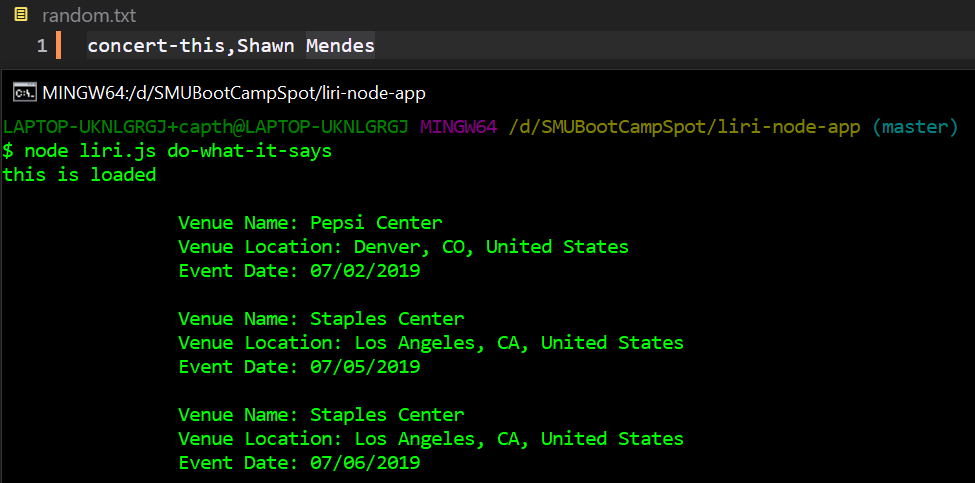 random.txt
1 concert-this,Shawn Mendes
C:\. MINGW64:/d/SMUBootCampSpot/liri-node-app
LAPTOP-UKNLGRGJ+capth@LAPTOP-UKNLGRGJ MINGW64 /d/SMUBootCampSpot/liri-node-app (master)
$ node liri.js do-what-it-says
this is loaded
Venue Name: Pepsi Center
Venue Location: Denver, CO, United States
Event Date: 07/02/2019
Venue Name: Staples Center
Venue Location: Los Angeles, CA, United States
Event Date: 07/05/2019
Venue Name: Staples Center
Venue Location: Los Angeles, CA, United States
Event Date: 07/06/2019